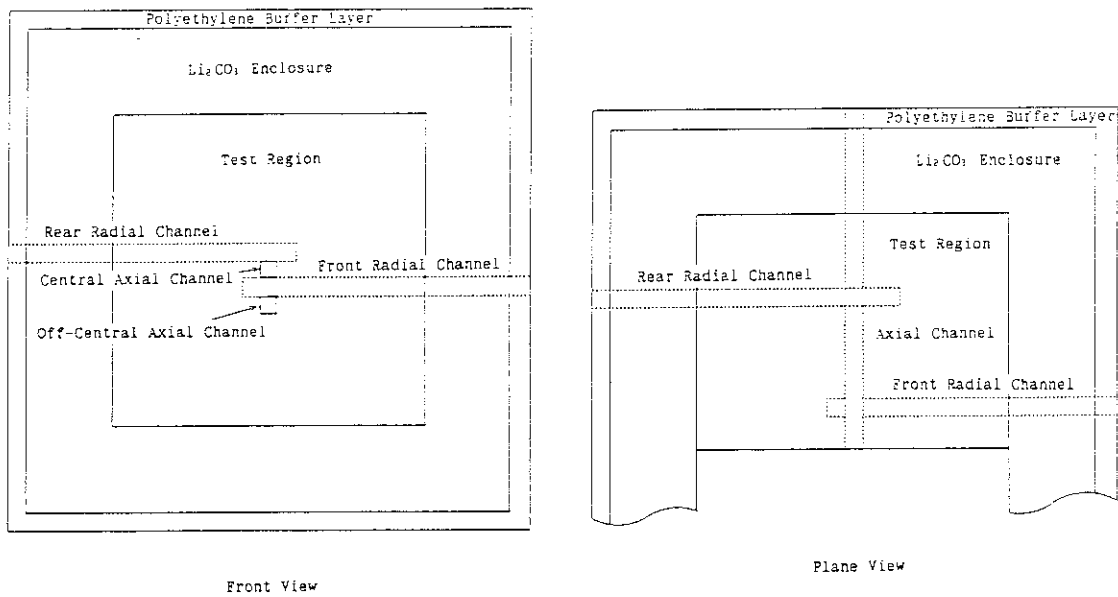 Polyethylene Buffer Layer
Li₂CO₃ Enclosure
Test Region
Rear Radial Channel
Central Axial Channel
Front Radial Channel
Off-Central Axial Channel
Front View
Polyethylene Buffer Layer
Li₂CO₃ Enclosure
Test Region
Rear Radial Channel
Axial Channel
Front Radial Channel
Plane View